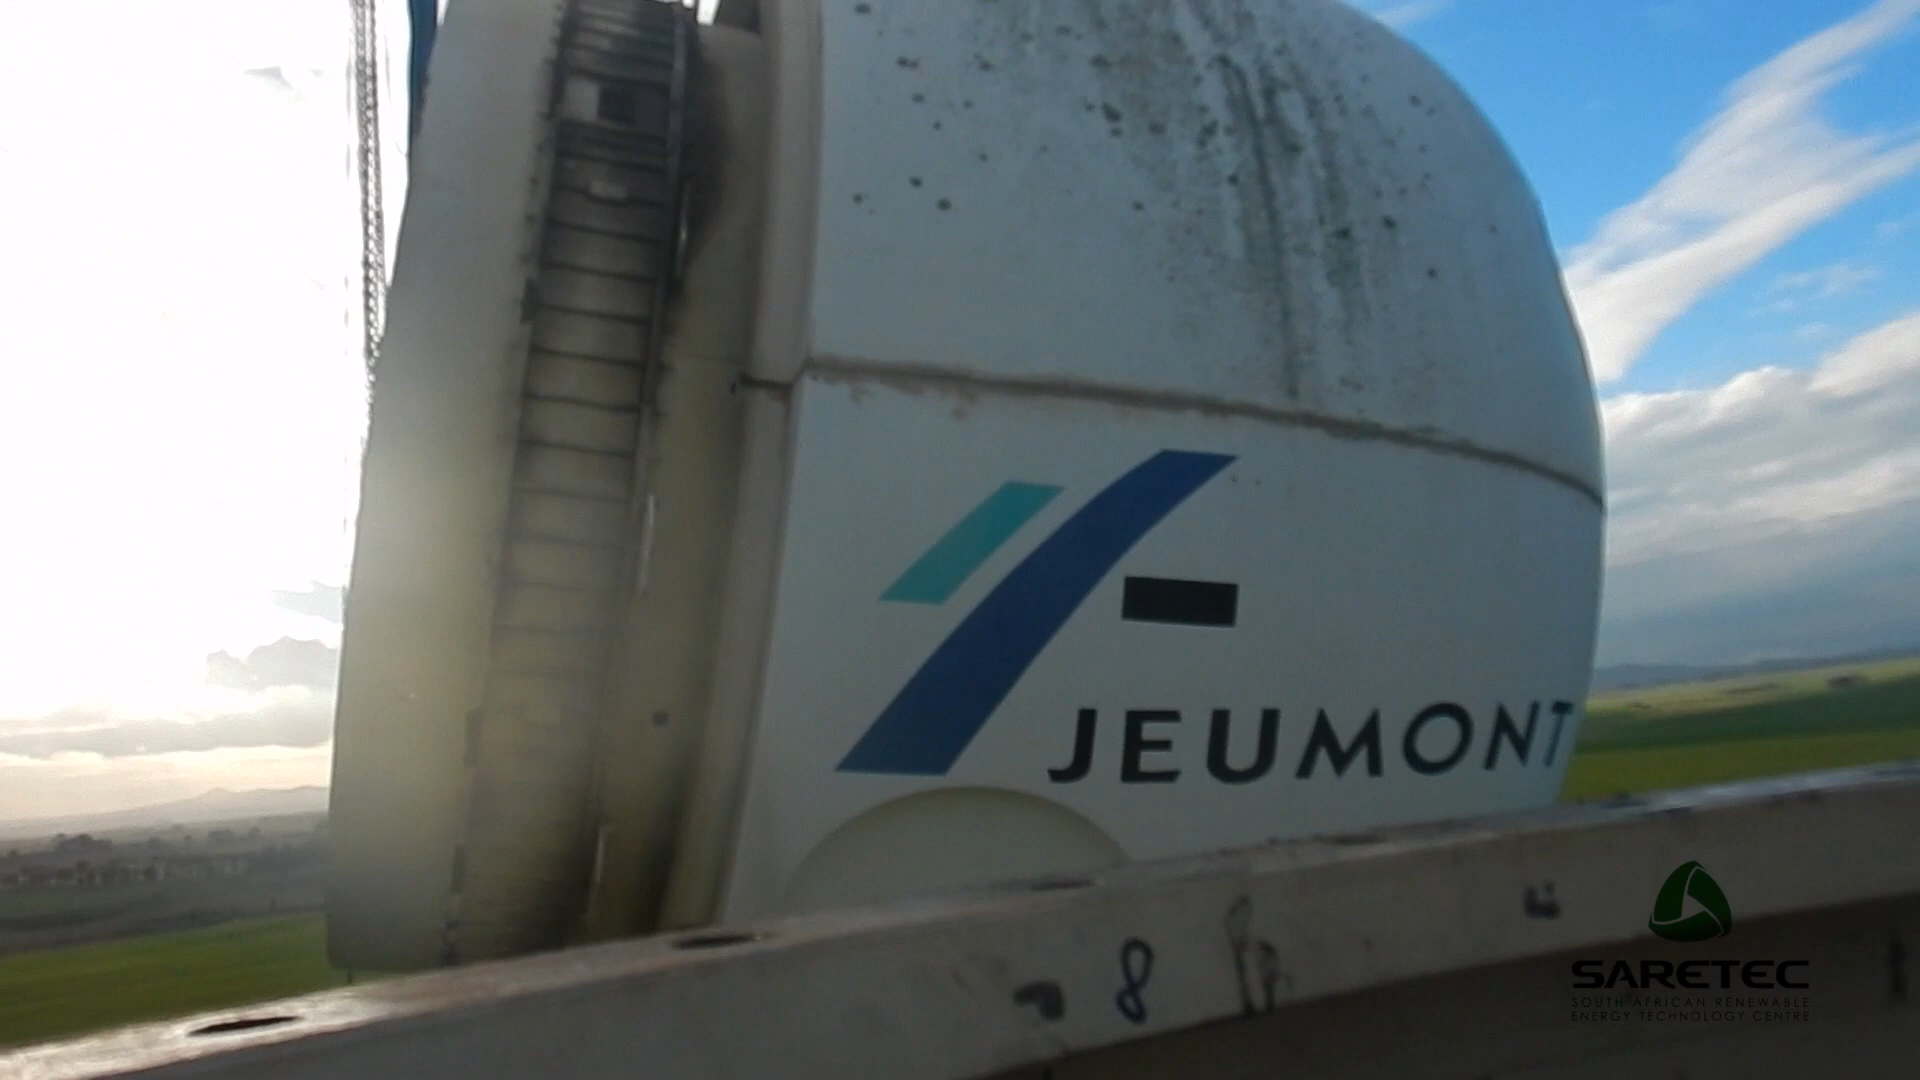 JEUMONT
8
SARETEC
SOUTH AFRICAN RENEWABLE
ENERGY TECHNOLOGY CENTRE